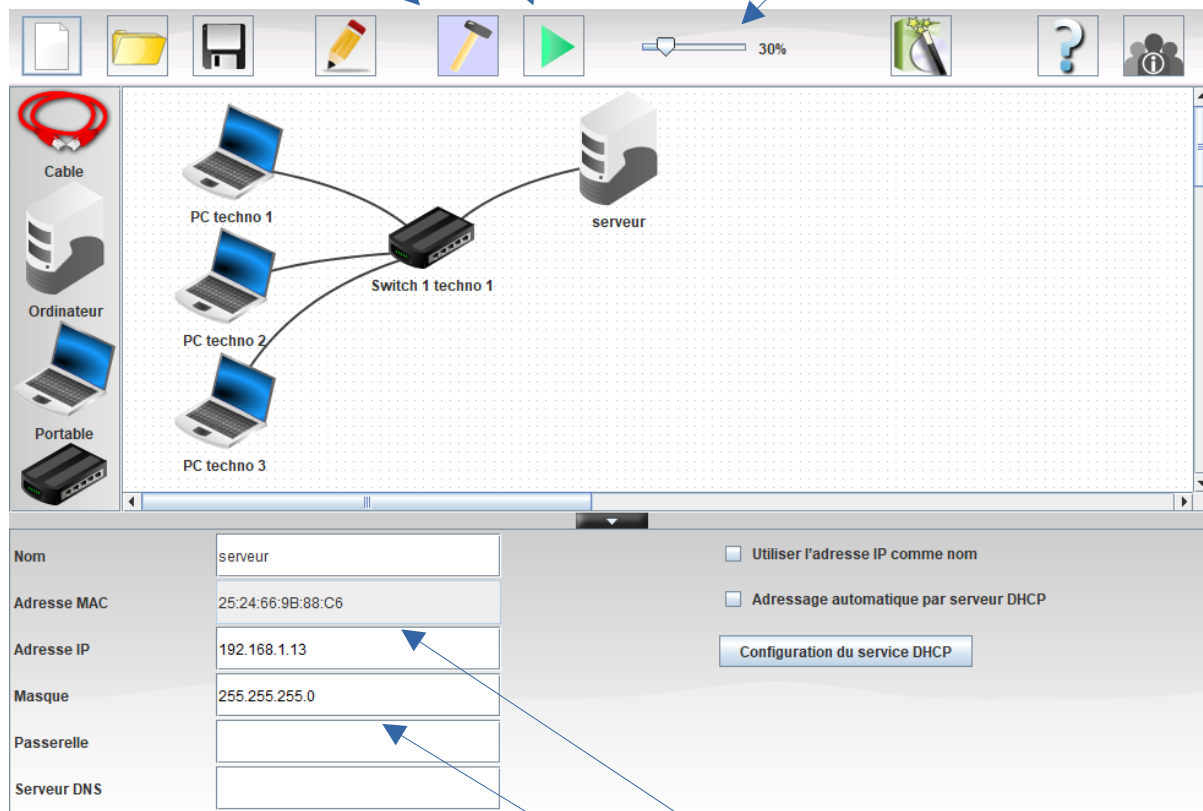 30%
Cable
PC techno 1
serveur
Ordinateur
Switch 1 techno 1
PC techno 2
Portable
PC techno 3
Nom serveur Utiliser l'adresse IP comme nom
Adresse MAC 25:24:66:9B:88:C6 Adressage automatique par serveur DHCP
Adresse IP 192.168.1.13 Configuration du service DHCP
Masque 255.255.255.0
Passerelle
Serveur DNS